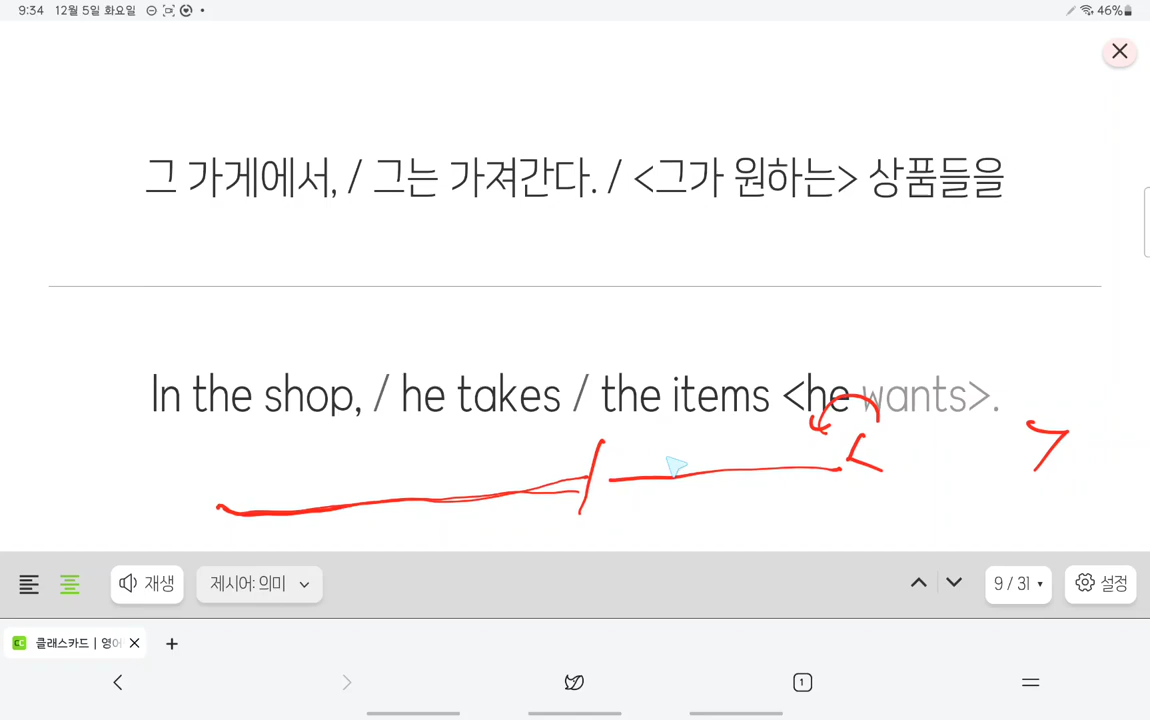 9:34 12월 5일 화요일 46%
그 가게에서, / 그는 가져간다. / <그가 원하는> 상품들을
In the shop, / he takes / the items <he wants>.
재생 제시어: 의미 9 / 31 설정
클래스카드 | 영어
1